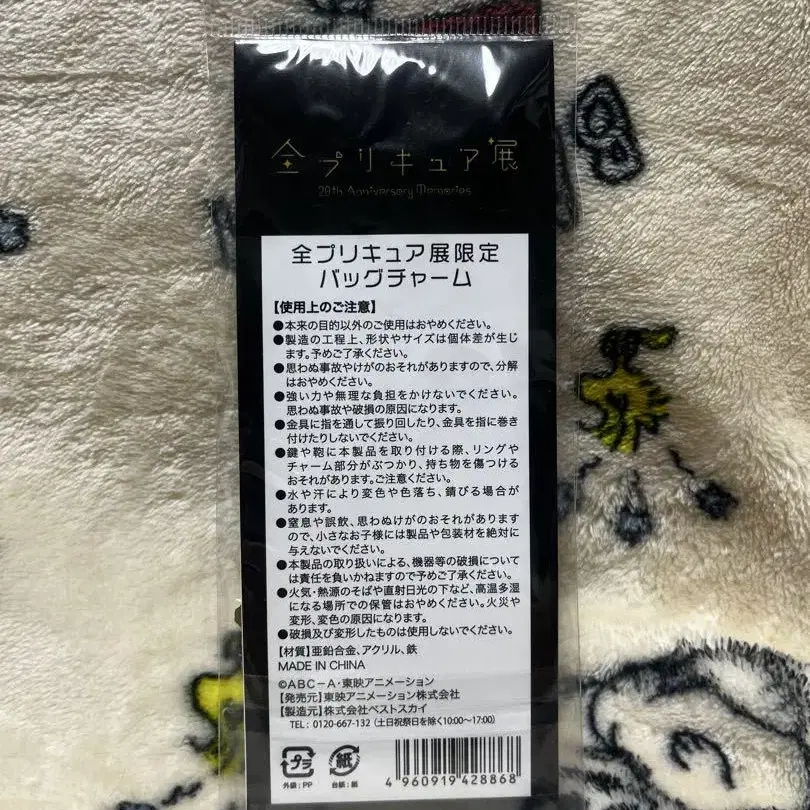 全プリキュア展
20th Anniversary Memories
全プリキュア展限定
バッグチャーム
【使用上のご注意】
●本来の目的以外のご使用はおやめください。
●製造の工程上、形状やサイズは個体差が生じ
ます。予めご了承ください。
●思わぬ事故やけがのおそれがありますので、分解
はおやめください。
●強い力や無理な負担をかけないでください。
思わぬ事故や破損の原因になります。
●金具に指を通して振り回したり、金具を指に巻き
付けたりしないでください。
●鍵や鞄に本製品を取り付ける際、リングや
チャーム部分がぶつかり、持ち物を傷つける
おそれがあります。ご注意ください。
●水や汗により変色や色落ち、錆びる場合が
あります。
●窒息や誤飲、思わぬけがのおそれがあります
ので、小さなお子様には製品や包装材を絶対に
与えないでください。
●本製品の取り扱いによる、機器等の破損について
は責任を負いかねますので予めご了承ください。
●火気・熱源のそばや直射日光の下など、高温多湿
になる場所での保管はおやめください。火災や
変形、変色の原因になります。
●破損及び変形したものは使用しないでください。
【材質】亜鉛合金、アクリル、鉄
MADE IN CHINA
©ABC-A・東映アニメーション
【発売元】東映アニメーション株式会社
【製造元】株式会社ベストスカイ
TEL: 0120-667-132 (土日祝祭日を除く10:00~17:00)
プラ
外袋:PP
紙
台紙:紙
4 960919 428868